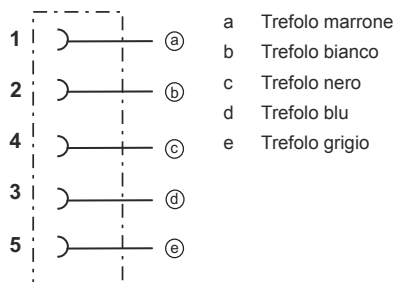 1 a
2 b
4 c
3 d
5 e
a Trefolo marrone
b Trefolo bianco
c Trefolo nero
d Trefolo blu
e Trefolo grigio